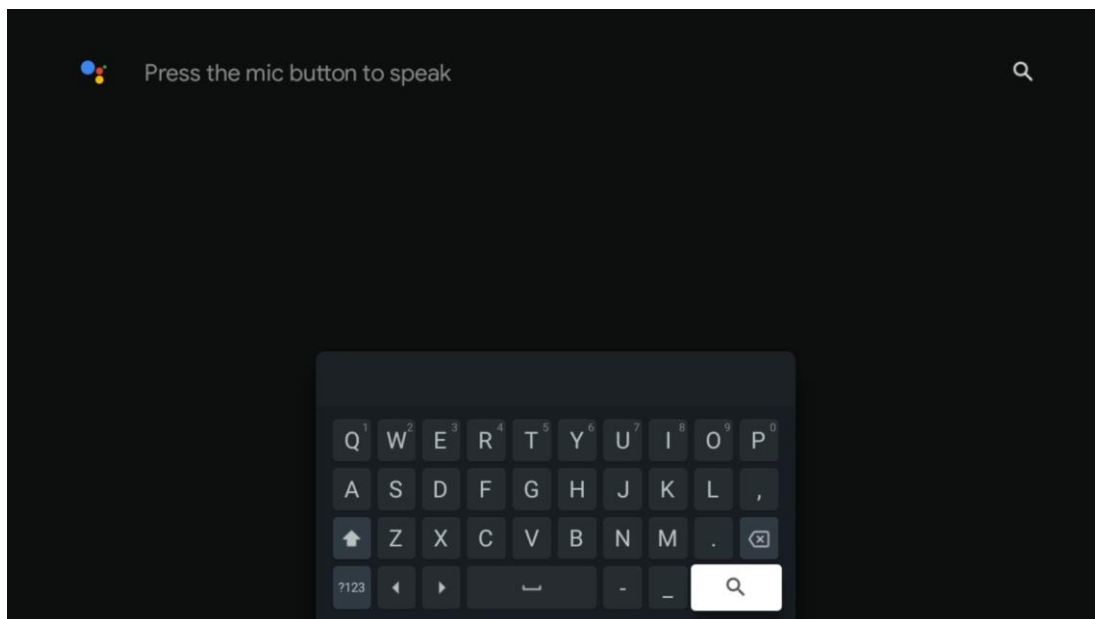 Press the mic button to speak
Q1 W2 E3 R4 T5 Y6 U7 I8 O9 P0
A S D F G H J K L ,
Z X C V B N M .
?123 - _